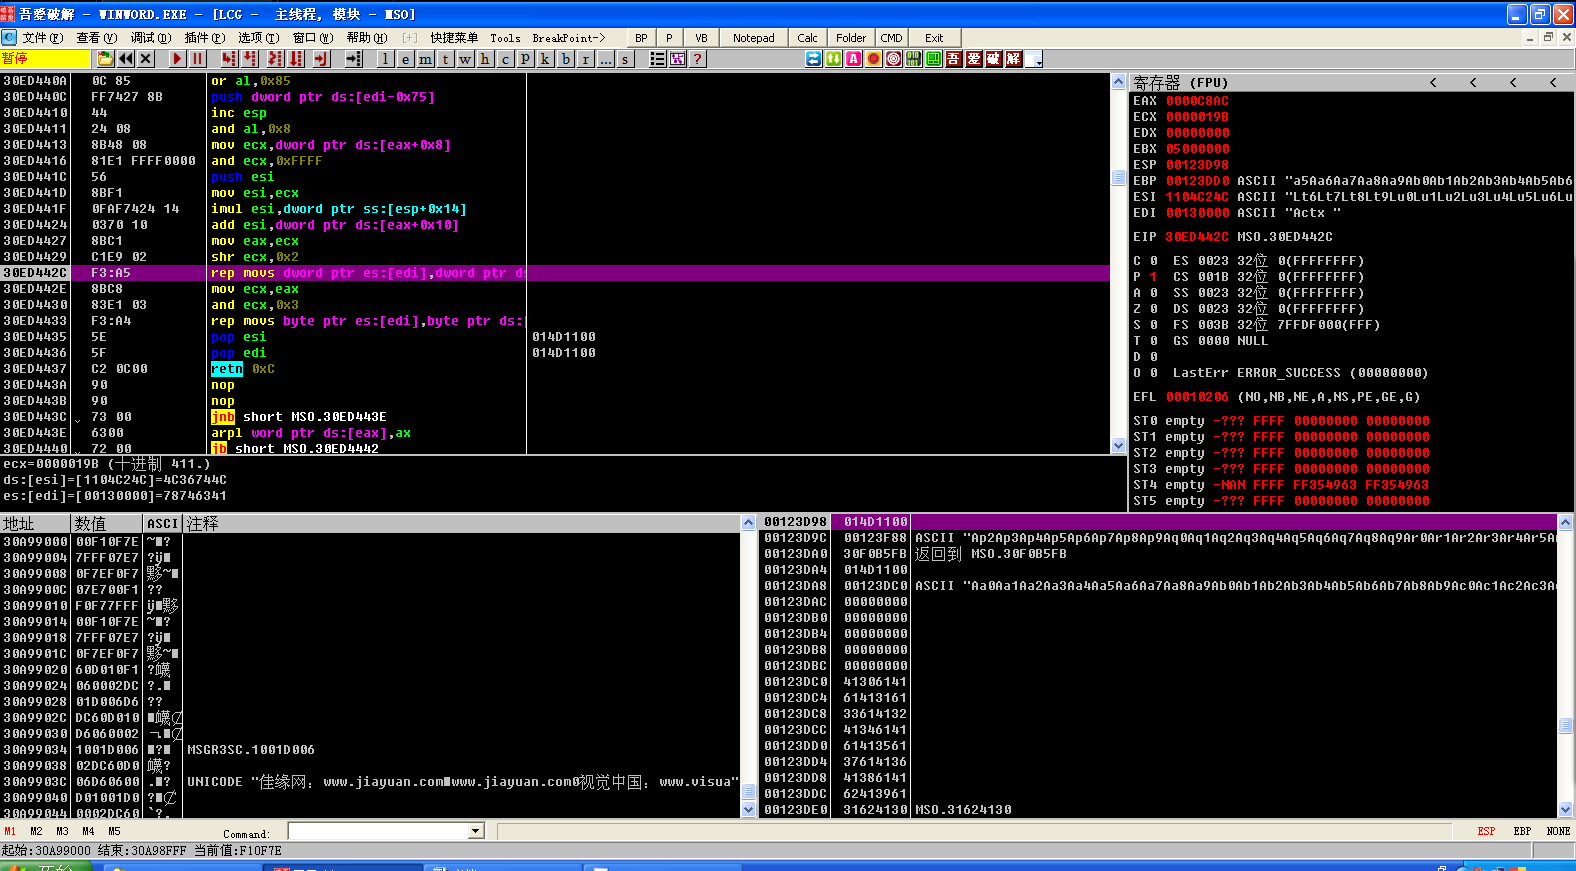 吾爱破解 - WINWORD.EXE - [LCG - 主线程, 模块 - MSO]
文件(F) 查看(V) 调试(D) 插件(P) 选项(T) 窗口(W) 帮助(H) [+] 快捷菜单 Tools BreakPoint-> BP P VB Notepad Calc Folder CMD Exit
暂停 l e m t w h c p k b r ... s ? 吾 爱 破 解
30ED440A 0C 85 or al,0x85
30ED440C FF7427 8B push dword ptr ds:[edi-0x75]
30ED4410 44 inc esp
30ED4411 24 08 and al,0x8
30ED4413 8B48 08 mov ecx,dword ptr ds:[eax+0x8]
30ED4416 81E1 FFFF0000 and ecx,0xFFFF
30ED441C 56 push esi
30ED441D 8BF1 mov esi,ecx
30ED441F 0FAF7424 14 imul esi,dword ptr ss:[esp+0x14]
30ED4424 0370 10 add esi,dword ptr ds:[eax+0x10]
30ED4427 8BC1 mov eax,ecx
30ED4429 C1E9 02 shr ecx,0x2
30ED442C F3:A5 rep movs dword ptr es:[edi],dword ptr ds
30ED442E 8BC8 mov ecx,eax
30ED4430 83E1 03 and ecx,0x3
30ED4433 F3:A4 rep movs byte ptr es:[edi],byte ptr ds:
30ED4435 5E pop esi 014D1100
30ED4436 5F pop edi 014D1100
30ED4437 C2 0C00 retn 0xC
30ED443A 90 nop
30ED443B 90 nop
30ED443C 73 00 jnb short MSO.30ED443E
30ED443E 6300 arpl word ptr ds:[eax],ax
30ED4440 72 00 jb short MSO.30ED4442
ecx=0000019B (十进制 411.)
ds:[esi]=[1104C24C]=4C36744C
es:[edi]=[00130000]=78746341
寄存器 (FPU) < < < <
EAX 0000C8AC
ECX 0000019B
EDX 00000000
EBX 05000000
ESP 00123D98
EBP 00123DD0 ASCII "a5Aa6Aa7Aa8Aa9Ab0Ab1Ab2Ab3Ab4Ab5Ab6
ESI 1104C24C ASCII "Lt6Lt7Lt8Lt9Lu0Lu1Lu2Lu3Lu4Lu5Lu6Lu
EDI 00130000 ASCII "Actx "
EIP 30ED442C MSO.30ED442C
C 0 ES 0023 32位 0(FFFFFFFF)
P 1 CS 001B 32位 0(FFFFFFFF)
A 0 SS 0023 32位 0(FFFFFFFF)
Z 0 DS 0023 32位 0(FFFFFFFF)
S 0 FS 003B 32位 7FFDF000(FFF)
T 0 GS 0000 NULL
D 0
O 0 LastErr ERROR_SUCCESS (00000000)
EFL 00010206 (NO,NB,NE,A,NS,PE,GE,G)
ST0 empty -??? FFFF 00000000 00000000
ST1 empty -??? FFFF 00000000 00000000
ST2 empty -??? FFFF 00000000 00000000
ST3 empty -??? FFFF 00000000 00000000
ST4 empty -NAN FFFF FF354963 FF354963
ST5 empty -??? FFFF 00000000 00000000
地址 数值 ASCI 注释
30A99000 00F10F7E ~■?
30A99004 7FFF07E7 ?ÿ■
30A99008 0F7EF0F7 ~■
30A9900C 07E700F1 ??
30A99010 F0F77FFF ÿ■
30A99014 00F10F7E ~■?
30A99018 7FFF07E7 ?ÿ■
30A9901C 0F7EF0F7 ~■
30A99020 60D010F1 ?
30A99024 060002DC ?.■
30A99028 01D006D6 ??
30A9902C DC60D010
30A99030 D6060002
30A99034 1001D006 ■?■ MSGR3SC.1001D006
30A99038 02DC60D0 ?
30A9903C 06D60600 .■? UNICODE "佳缘网: www.jiayuan.com■www.jiayuan.com0视觉中国: www.visua"
30A99040 D01001D0
30A99044 0002DC60 `?.
00123D98 014D1100
00123D9C 00123F88 ASCII "Ap2Ap3Ap4Ap5Ap6Ap7Ap8Ap9Aq0Aq1Aq2Aq3Aq4Aq5Aq6Aq7Aq8Aq9Ar0Ar1Ar2Ar3Ar4Ar5A
00123DA0 30F0B5FB 返回到 MSO.30F0B5FB
00123DA4 014D1100
00123DA8 00123DC0 ASCII "Aa0Aa1Aa2Aa3Aa4Aa5Aa6Aa7Aa8Aa9Ab0Ab1Ab2Ab3Ab4Ab5Ab6Ab7Ab8Ab9Ac0Ac1Ac2Ac3A
00123DAC 00000000
00123DB0 00000000
00123DB4 00000000
00123DB8 00000000
00123DBC 00000000
00123DC0 41306141
00123DC4 61413161
00123DC8 33614132
00123DCC 41346141
00123DD0 61413561
00123DD4 37614136
00123DD8 41386141
00123DDC 62413961
00123DE0 31624130 MSO.31624130
M1 M2 M3 M4 M5 Command: ESP EBP NONE
起始:30A99000 结束:30A98FFF 当前值:F10F7E